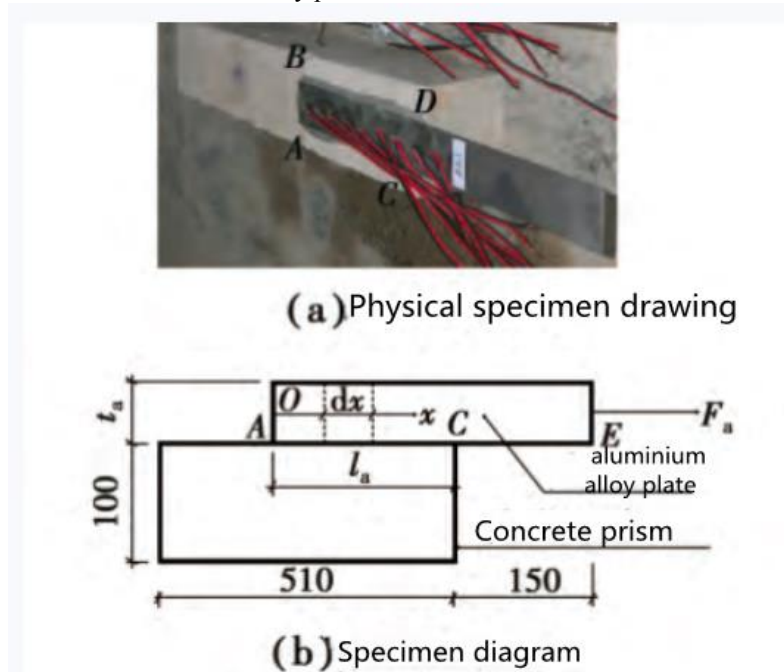 B
D
A
C
(a) Physical specimen drawing
t_a
O
dx
x
C
A
E
F_a
l_a
aluminium
alloy plate
100
Concrete prism
510
150
(b) Specimen diagram